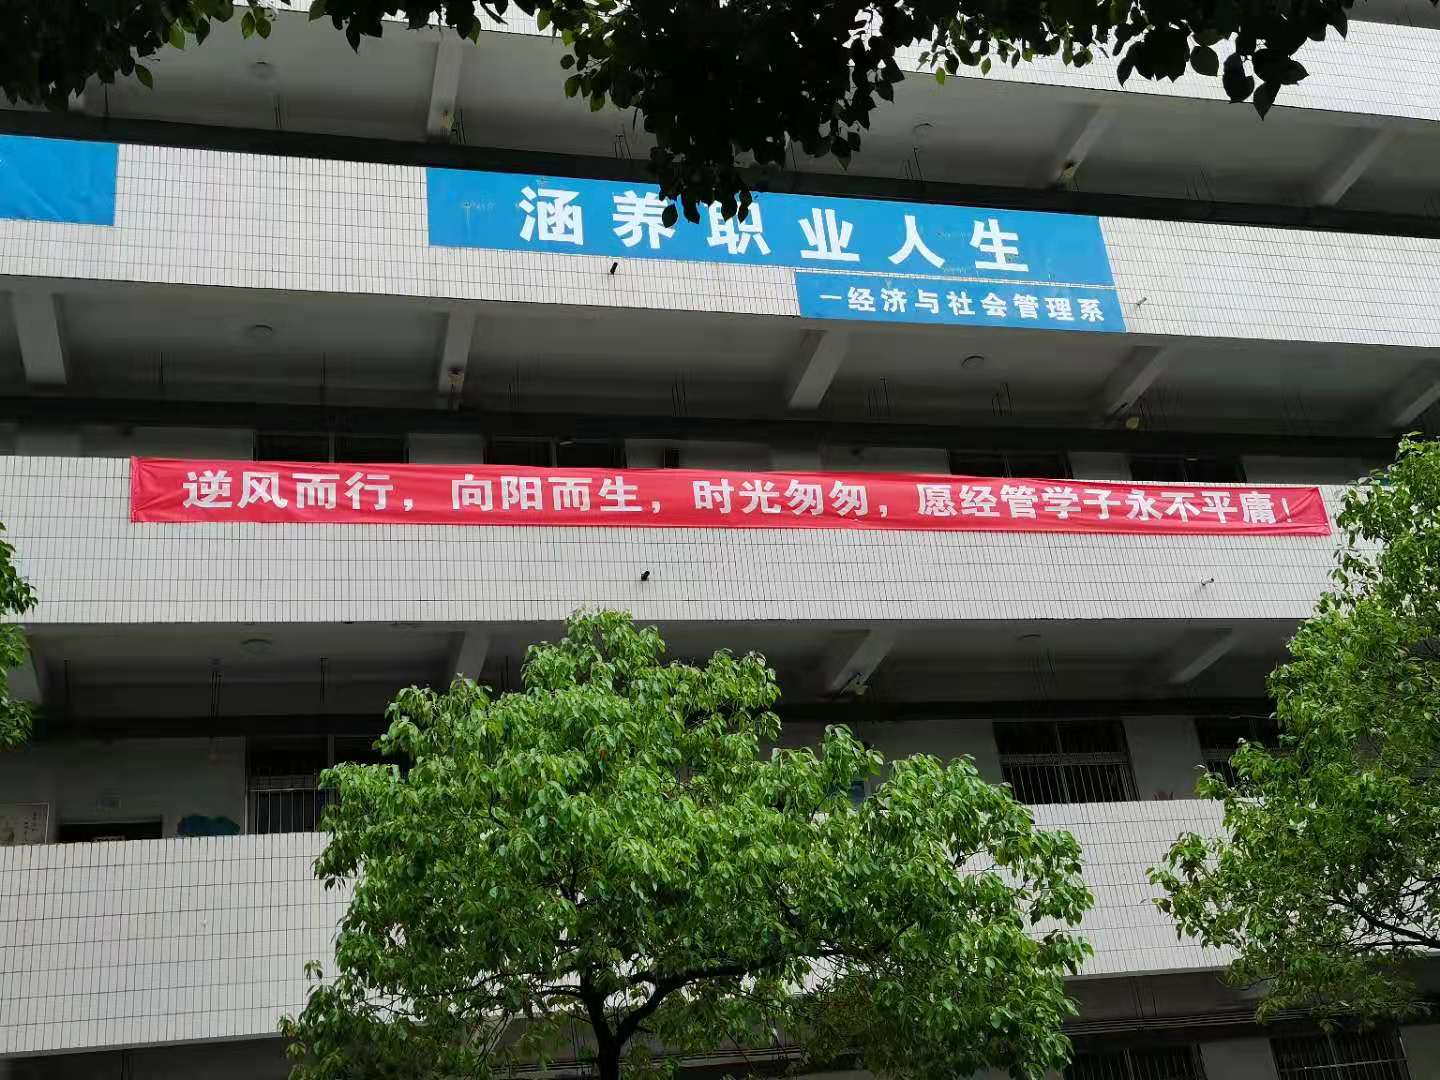 涵养职业人生
一经济与社会管理系
逆风而行，向阳而生，时光匆匆，愿经管学子永不平庸！